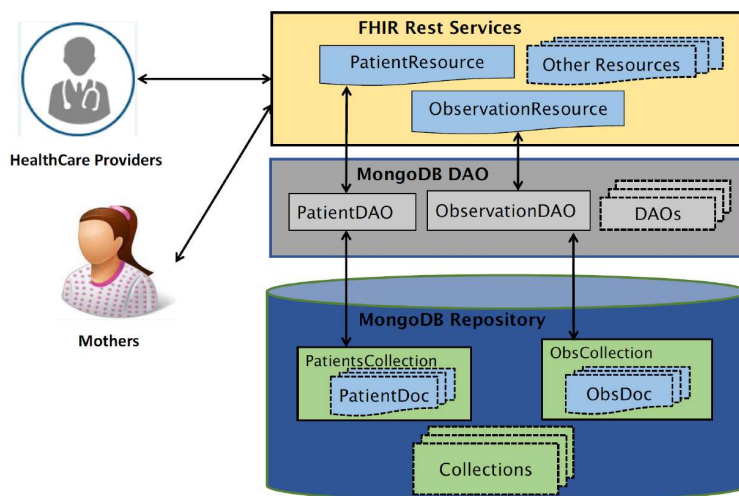 FHIR Rest Services
PatientResource
Other Resources
ObservationResource
HealthCare Providers
MongoDB DAO
PatientDAO
ObservationDAO
DAOs
Mothers
MongoDB Repository
PatientsCollection
PatientDoc
ObsCollection
ObsDoc
Collections